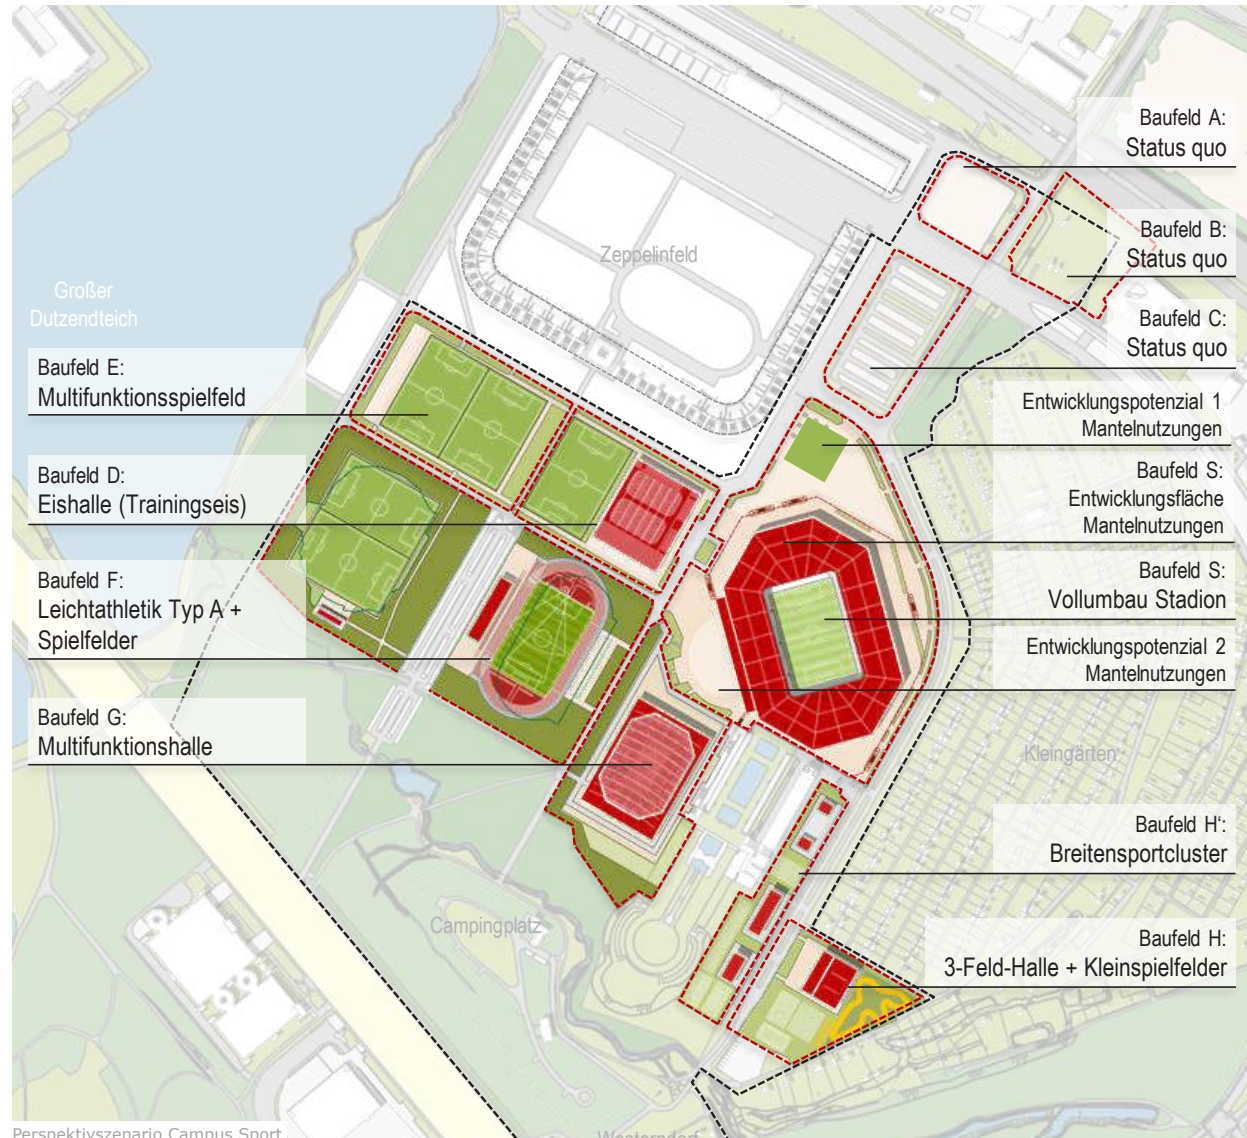 Baufeld A:
Status quo
Baufeld B:
Status quo
Zeppelinfeld
Großer
Dutzendteich
Baufeld C:
Status quo
Baufeld E:
Multifunktionsspielfeld
Entwicklungspotenzial 1
Mantelnutzungen
Baufeld D:
Eishalle (Trainingseis)
Baufeld S:
Entwicklungsfläche
Mantelnutzungen
Baufeld F:
Leichtathletik Typ A +
Spielfelder
Baufeld S:
Vollumbau Stadion
Entwicklungspotenzial 2
Mantelnutzungen
Baufeld G:
Multifunktionshalle
Kleingärten
Baufeld H‘:
Breitensportcluster
Campingplatz
Baufeld H:
3-Feld-Halle + Kleinspielfelder
Perspektivszenario Campus Sport